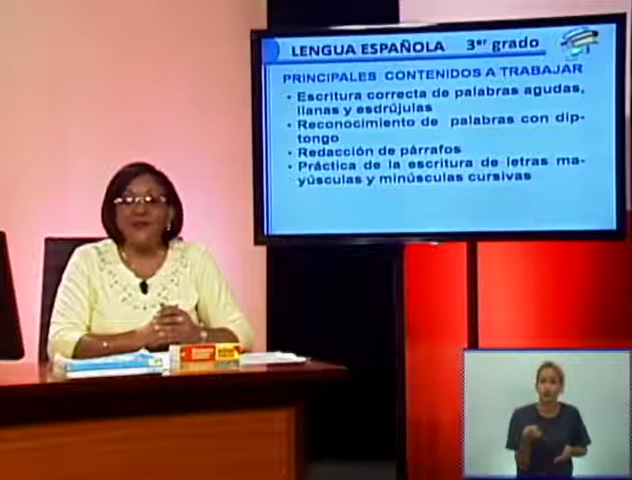 LENGUA ESPAÑOLA 3er grado
PRINCIPALES CONTENIDOS A TRABAJAR
• Escritura correcta de palabras agudas,
llanas y esdrújulas
• Reconocimiento de palabras con dip-
tongo
• Redacción de párrafos
• Práctica de la escritura de letras ma-
yúsculas y minúsculas cursivas